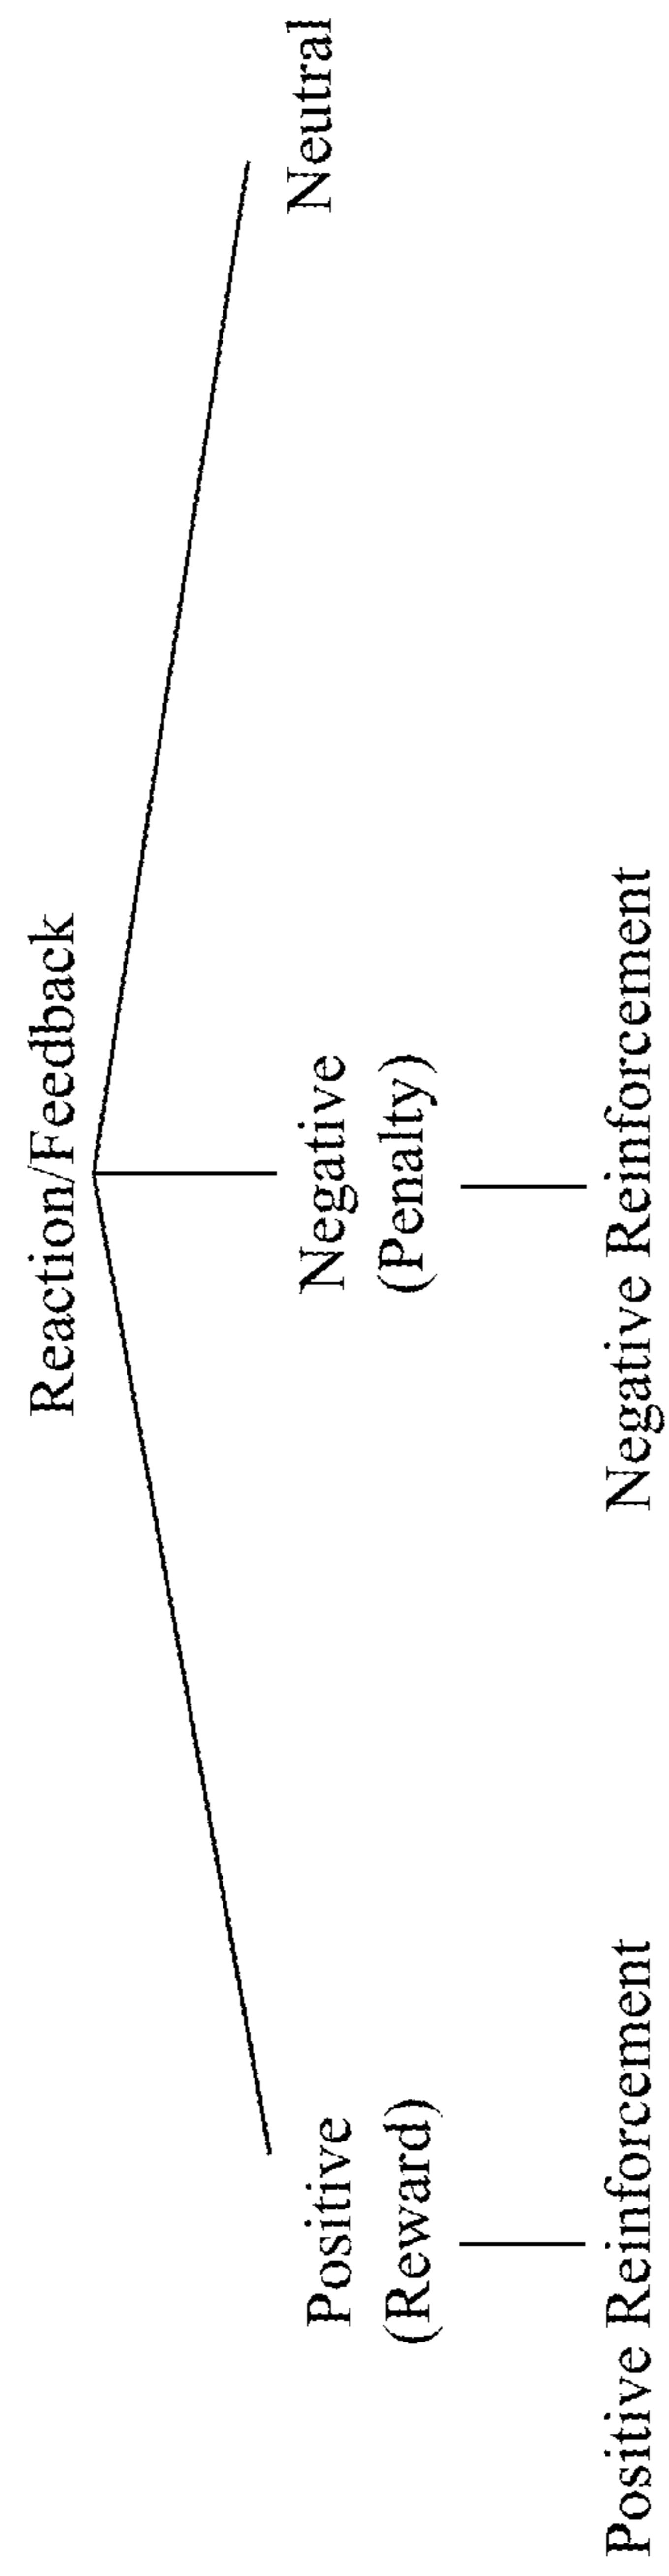 Reaction/Feedback
Positive
(Reward)
Negative
(Penalty)
Neutral
Positive Reinforcement
Negative Reinforcement